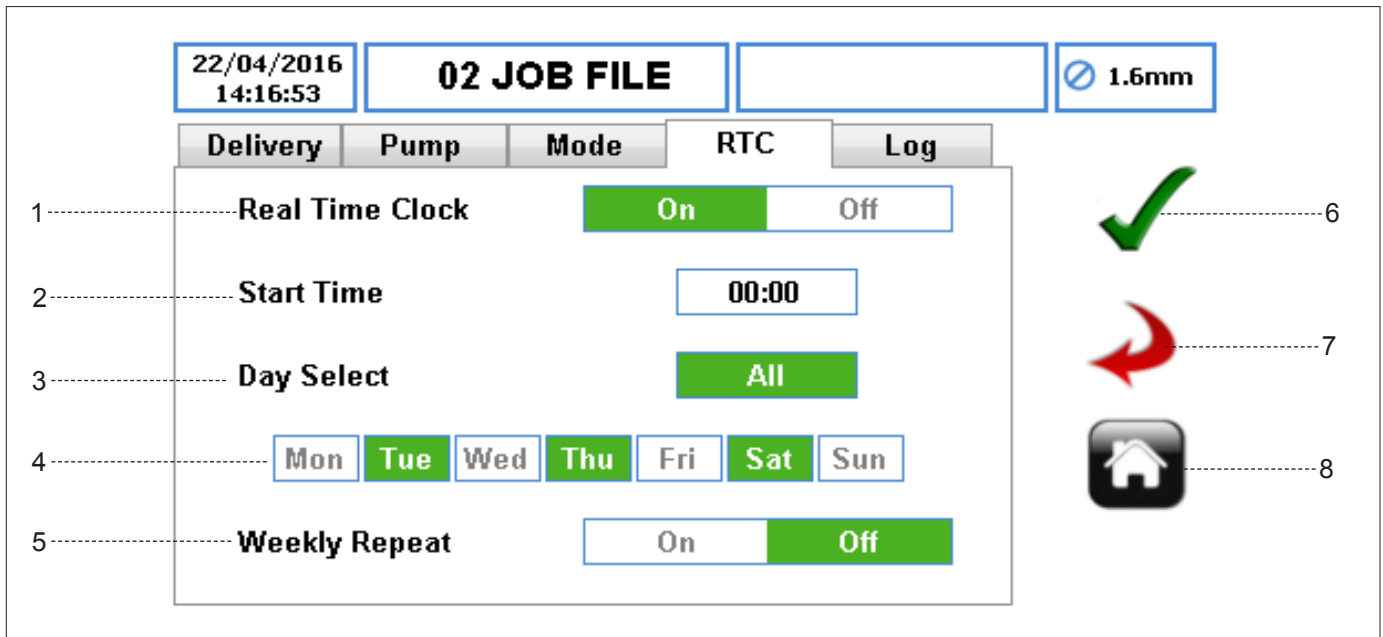 22/04/2016
14:16:53
02 JOB FILE
1.6mm
Delivery Pump Mode RTC Log
1 Real Time Clock On Off 6
2 Start Time 00:00
7
3 Day Select All
4 Mon Tue Wed Thu Fri Sat Sun
8
5 Weekly Repeat On Off